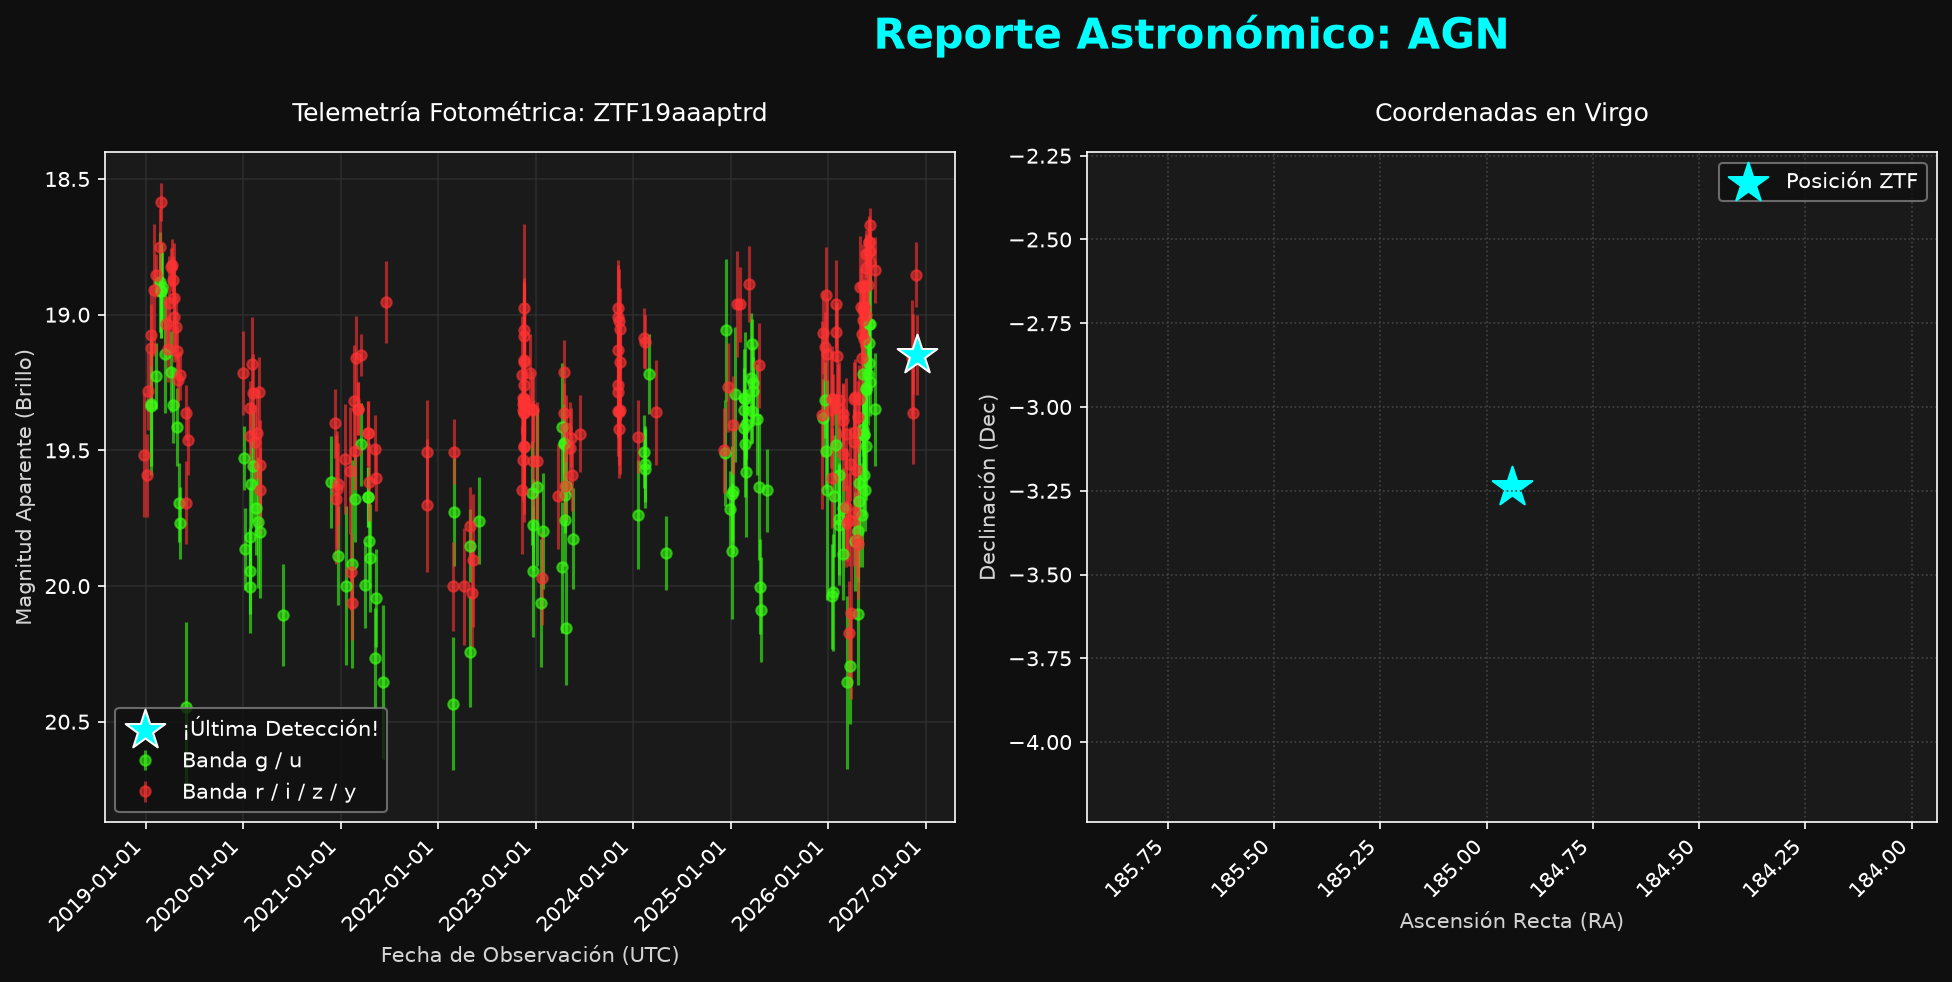 Reporte Astronómico: AGN
Telemetría Fotométrica: ZTF19aaaptrd
Magnitud Aparente (Brillo)
18.5
19.0
19.5
20.0
20.5
¡Última Detección!
Banda g / u
Banda r / i / z / y
2019-01-01
2020-01-01
2021-01-01
2022-01-01
2023-01-01
2024-01-01
2025-01-01
2026-01-01
2027-01-01
Fecha de Observación (UTC)
Coordenadas en Virgo
Declinación (Dec)
−2.25
−2.50
−2.75
−3.00
−3.25
−3.50
−3.75
−4.00
Posición ZTF
185.75
185.50
185.25
185.00
184.75
184.50
184.25
184.00
Ascensión Recta (RA)